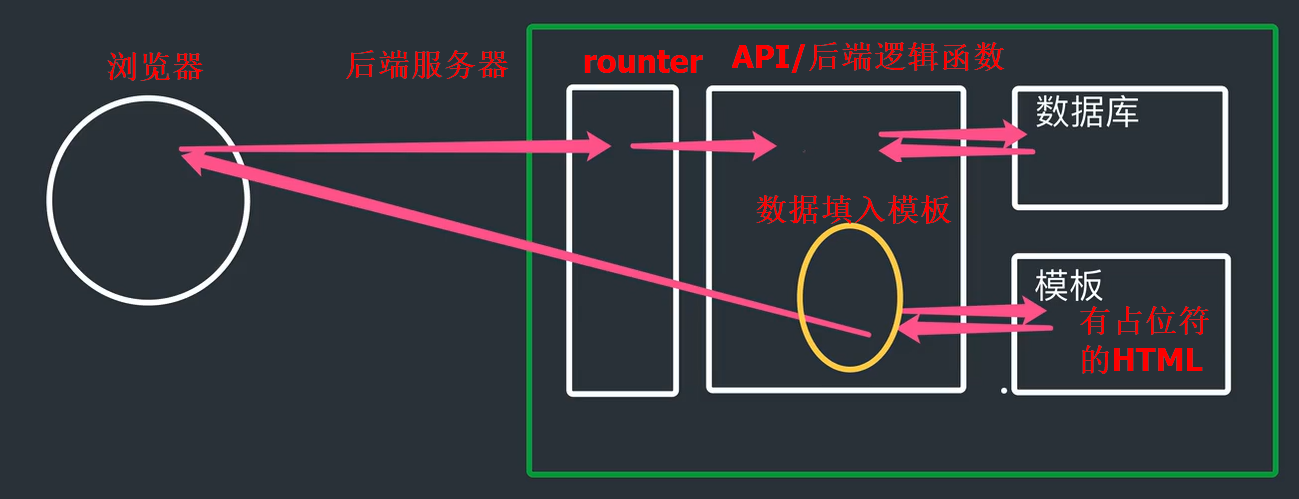 浏览器
后端服务器
rounter
API/后端逻辑函数
数据库
数据填入模板
模板
有占位符
的HTML